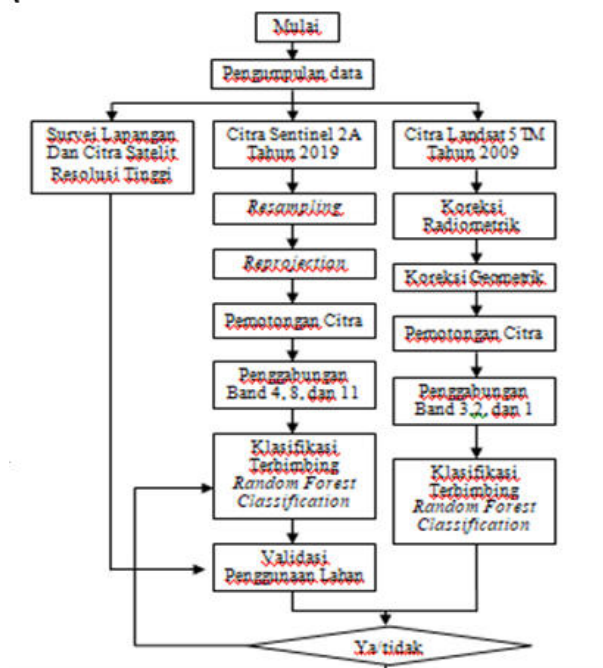 Mulai
Pengumpulan data
Survei Lapangan
Dan Citra Satelit
Resolusi Tinggi
Citra Sentinel 2A
Tahun 2019
Citra Landsat 5 TM
Tahun 2009
Resampling
Reprojection
Pemotongan Citra
Penggabungan
Band 4, 8, dan 11
Klasifikasi
Terbimbing
Random Forest
Classification
Validasi
Penggunaan Lahan
Koreksi
Radiometrik
Koreksi Geometrik
Pemotongan Citra
Penggabungan
Band 3,2, dan 1
Klasifikasi
Terbimbing
Random Forest
Classification
Ya/tidak